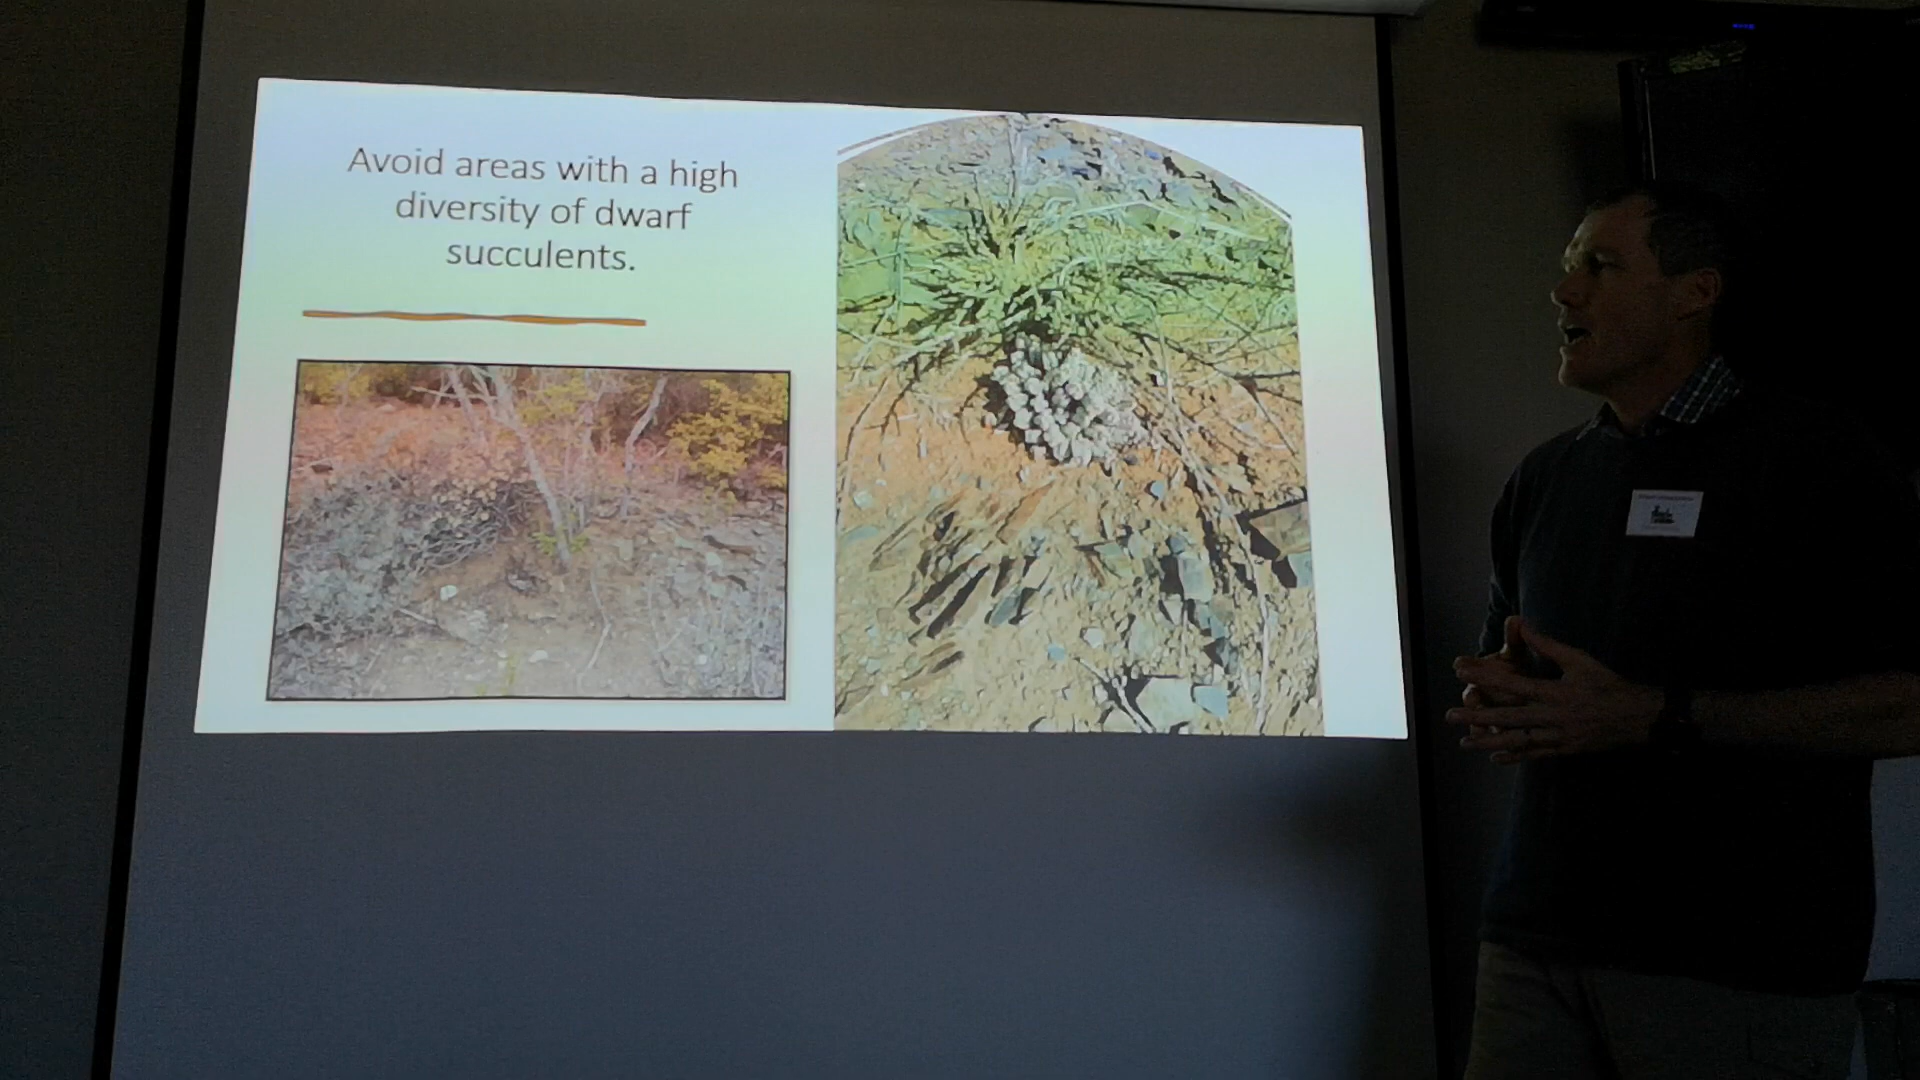 Avoid areas with a high
diversity of dwarf
succulents.